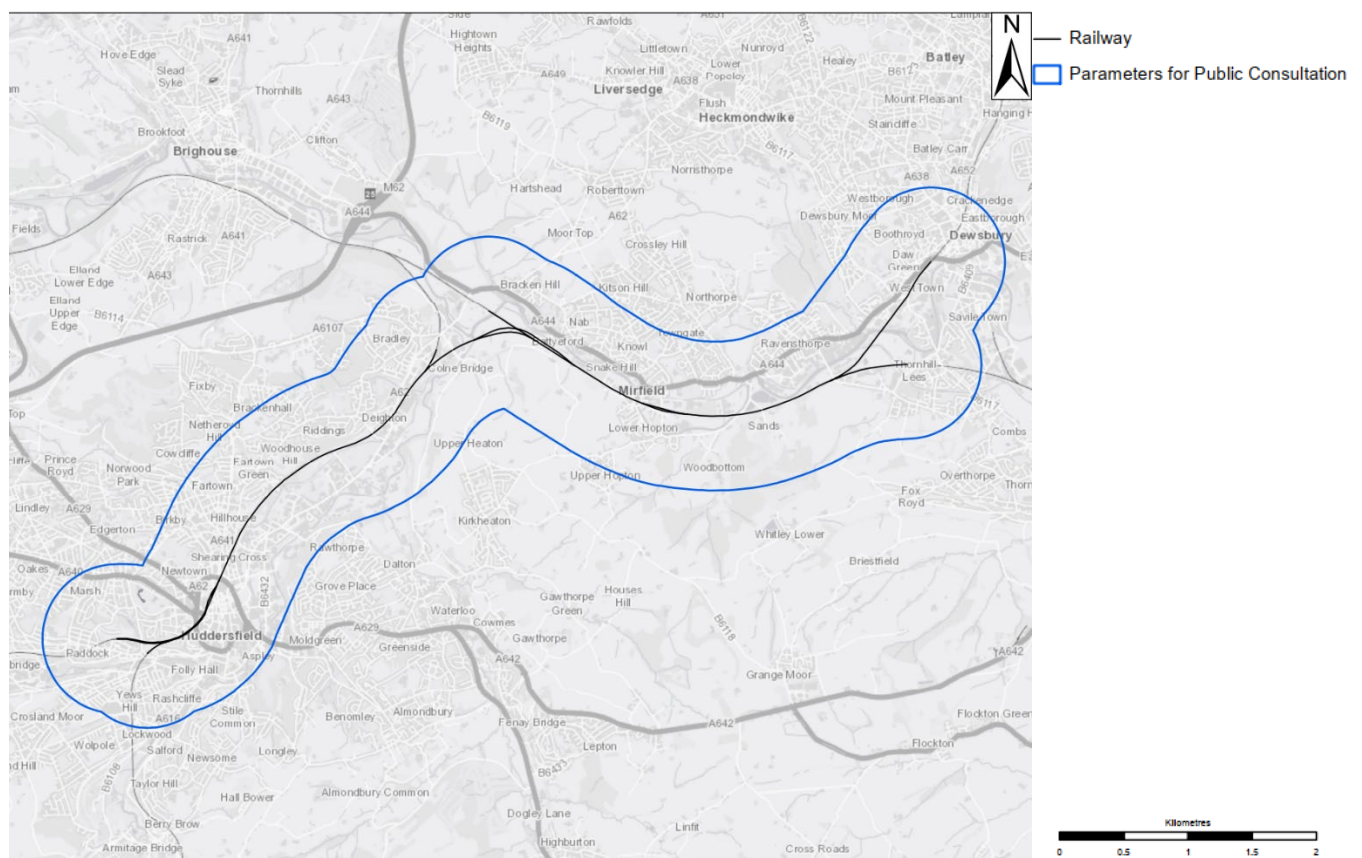 A641
Hove Edge
Slead
Syke
Thornhills
A643
Hightown
Heights
Rawfolds
A651
Littletown
Nunroyd
A6122
A649
Knowler Hill
A638
Lower
Popeley
Healey
Batley
N
Railway
Parameters for Public Consultation
Liversedge
Flush
Heckmondwike
Mount Pleasant
Staincliffe
Hanging H
Brookfoot
Brighouse
Clifton
B6119
B6117
Batley Carr
A652
A638
M62
25
A644
Norristhorpe
Hartshead
Roberttown
A62
Westborough
Crackenedge
Eastborough
Dewsbury Moor
Boothroyd
Dewsbury
Fields
Rastrick
A641
Moor Top
Crossley Hill
Daw
Green
Elland
Lower Edge
A643
Elland
Upper
Edge
B6114
Bracken Hill
Kitson Hill
Northorpe
West Town
B6409
Savile Town
A6107
Bradley
A644
Nab
Battyeford
Knowl
Towngate
Ravensthorpe
Snake Hill
A644
Colne Bridge
Thornhill
Lees
Fixby
A62
Mirfield
B6117
Top
Brackenhall
Netheroyd
Hill
Riddings
Deighton
Lower Hopton
Sands
Combs
Cowcliffe
Woodhouse
Hill
Fartown
Green
Upper Heaton
Prince
Royd
Norwood
Park
Upper Hopton
Woodbottom
Overthorpe
Thorn
Fox
Royd
A629
Lindley
Fartown
Birkby
Hillhouse
Edgerton
A641
Kirkheaton
Whitley Lower
Shearing Cross
Rawthorpe
Briestfield
Oakes
A640
Newtown
Dalton
Marsh
A62
B6432
Grove Place
Houses
Hill
Gawthorpe
Green
Waterloo
Cowmes
Huddersfield
Moldgreen
A629
Gawthorpe
B6118
Paddock
Folly Hall
Aspley
Greenside
A642
A642
Grange Moor
Yews
Hill
Rashcliffe
Crosland Moor
A616
Stile
Common
Benomley
Almondbury
Fenay Bridge
A642
Flockton Green
Lockwood
Walpole
Salford
Newsome
Longley
Lepton
Flockton
B6108
Taylor Hill
B6433
Hall Bower
Almondbury Common
Dogley Lane
Berry Brow
Linfit
Armitage Bridge
Highburton
Cross Roads
Kilometres
0 0.5 1 1.5 2